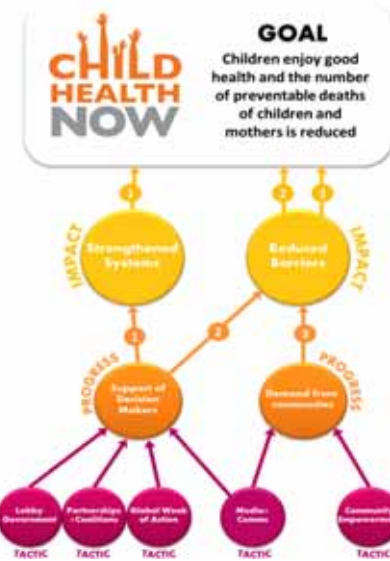 CHILD
HEALTH
NOW
GOAL
Children enjoy good
health and the number
of preventable deaths
of children and
mothers is reduced
1
2
3
IMPACT
Strengthened
Systems
Reduced
Barriers
IMPACT
1
2
3
PROGRESS
Support of
Decision
Makers
Demand from
communities
PROGRESS
Lobby
Government
Partnerships
+ Coalitions
Global Week
of Action
Media+
Comms
Community
Empowerment
TACTIC
TACTIC
TACTIC
TACTIC
TACTIC